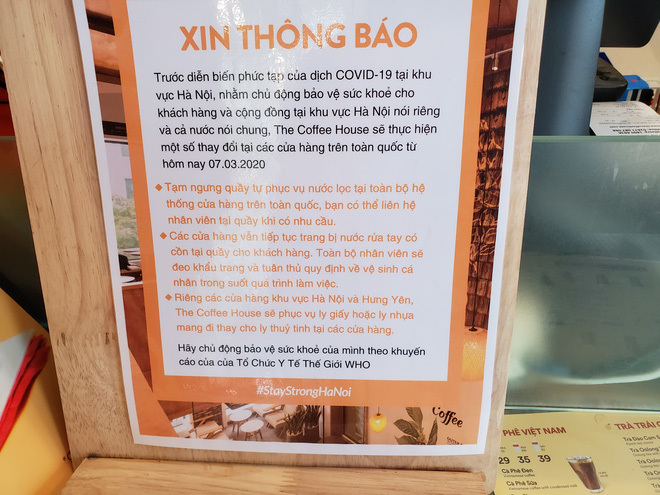 XIN THÔNG BÁO
Trước diễn biến phức tạp của dịch COVID-19 tại khu
vực Hà Nội, nhằm chủ động bảo vệ sức khoẻ cho
khách hàng và cộng đồng tại khu vực Hà Nội nói riêng
và cả nước nói chung, The Coffee House sẽ thực hiện
một số thay đổi tại các cửa hàng trên toàn quốc từ
hôm nay 07.03.2020
◆ Tạm ngưng quầy tự phục vụ nước lọc tại toàn bộ hệ
thống cửa hàng trên toàn quốc, bạn có thể liên hệ
nhân viên tại quầy khi có nhu cầu.
◆ Các cửa hàng vẫn tiếp tục trang bị nước rửa tay có
cồn tại quầy cho khách hàng. Toàn bộ nhân viên sẽ
đeo khẩu trang và tuân thủ quy định về vệ sinh cá
nhân trong suốt quá trình làm việc.
◆ Riêng các cửa hàng khu vực Hà Nội và Hưng Yên,
The Coffee House sẽ phục vụ ly giấy hoặc ly nhựa
mang đi thay cho ly thuỷ tinh tại các cửa hàng.
Hãy chủ động bảo vệ sức khoẻ của mình theo khuyến
cáo của của Tổ Chức Y Tế Thế Giới WHO
#StayStrongHaNoi
Coffee
PHÊ VIỆT NAM
29 35 39
Cà Phê Đen
Cà Phê Sữa
TRÀ TRÁI
Trà Đào Cam S
Trà Oolong
Trà Oolong